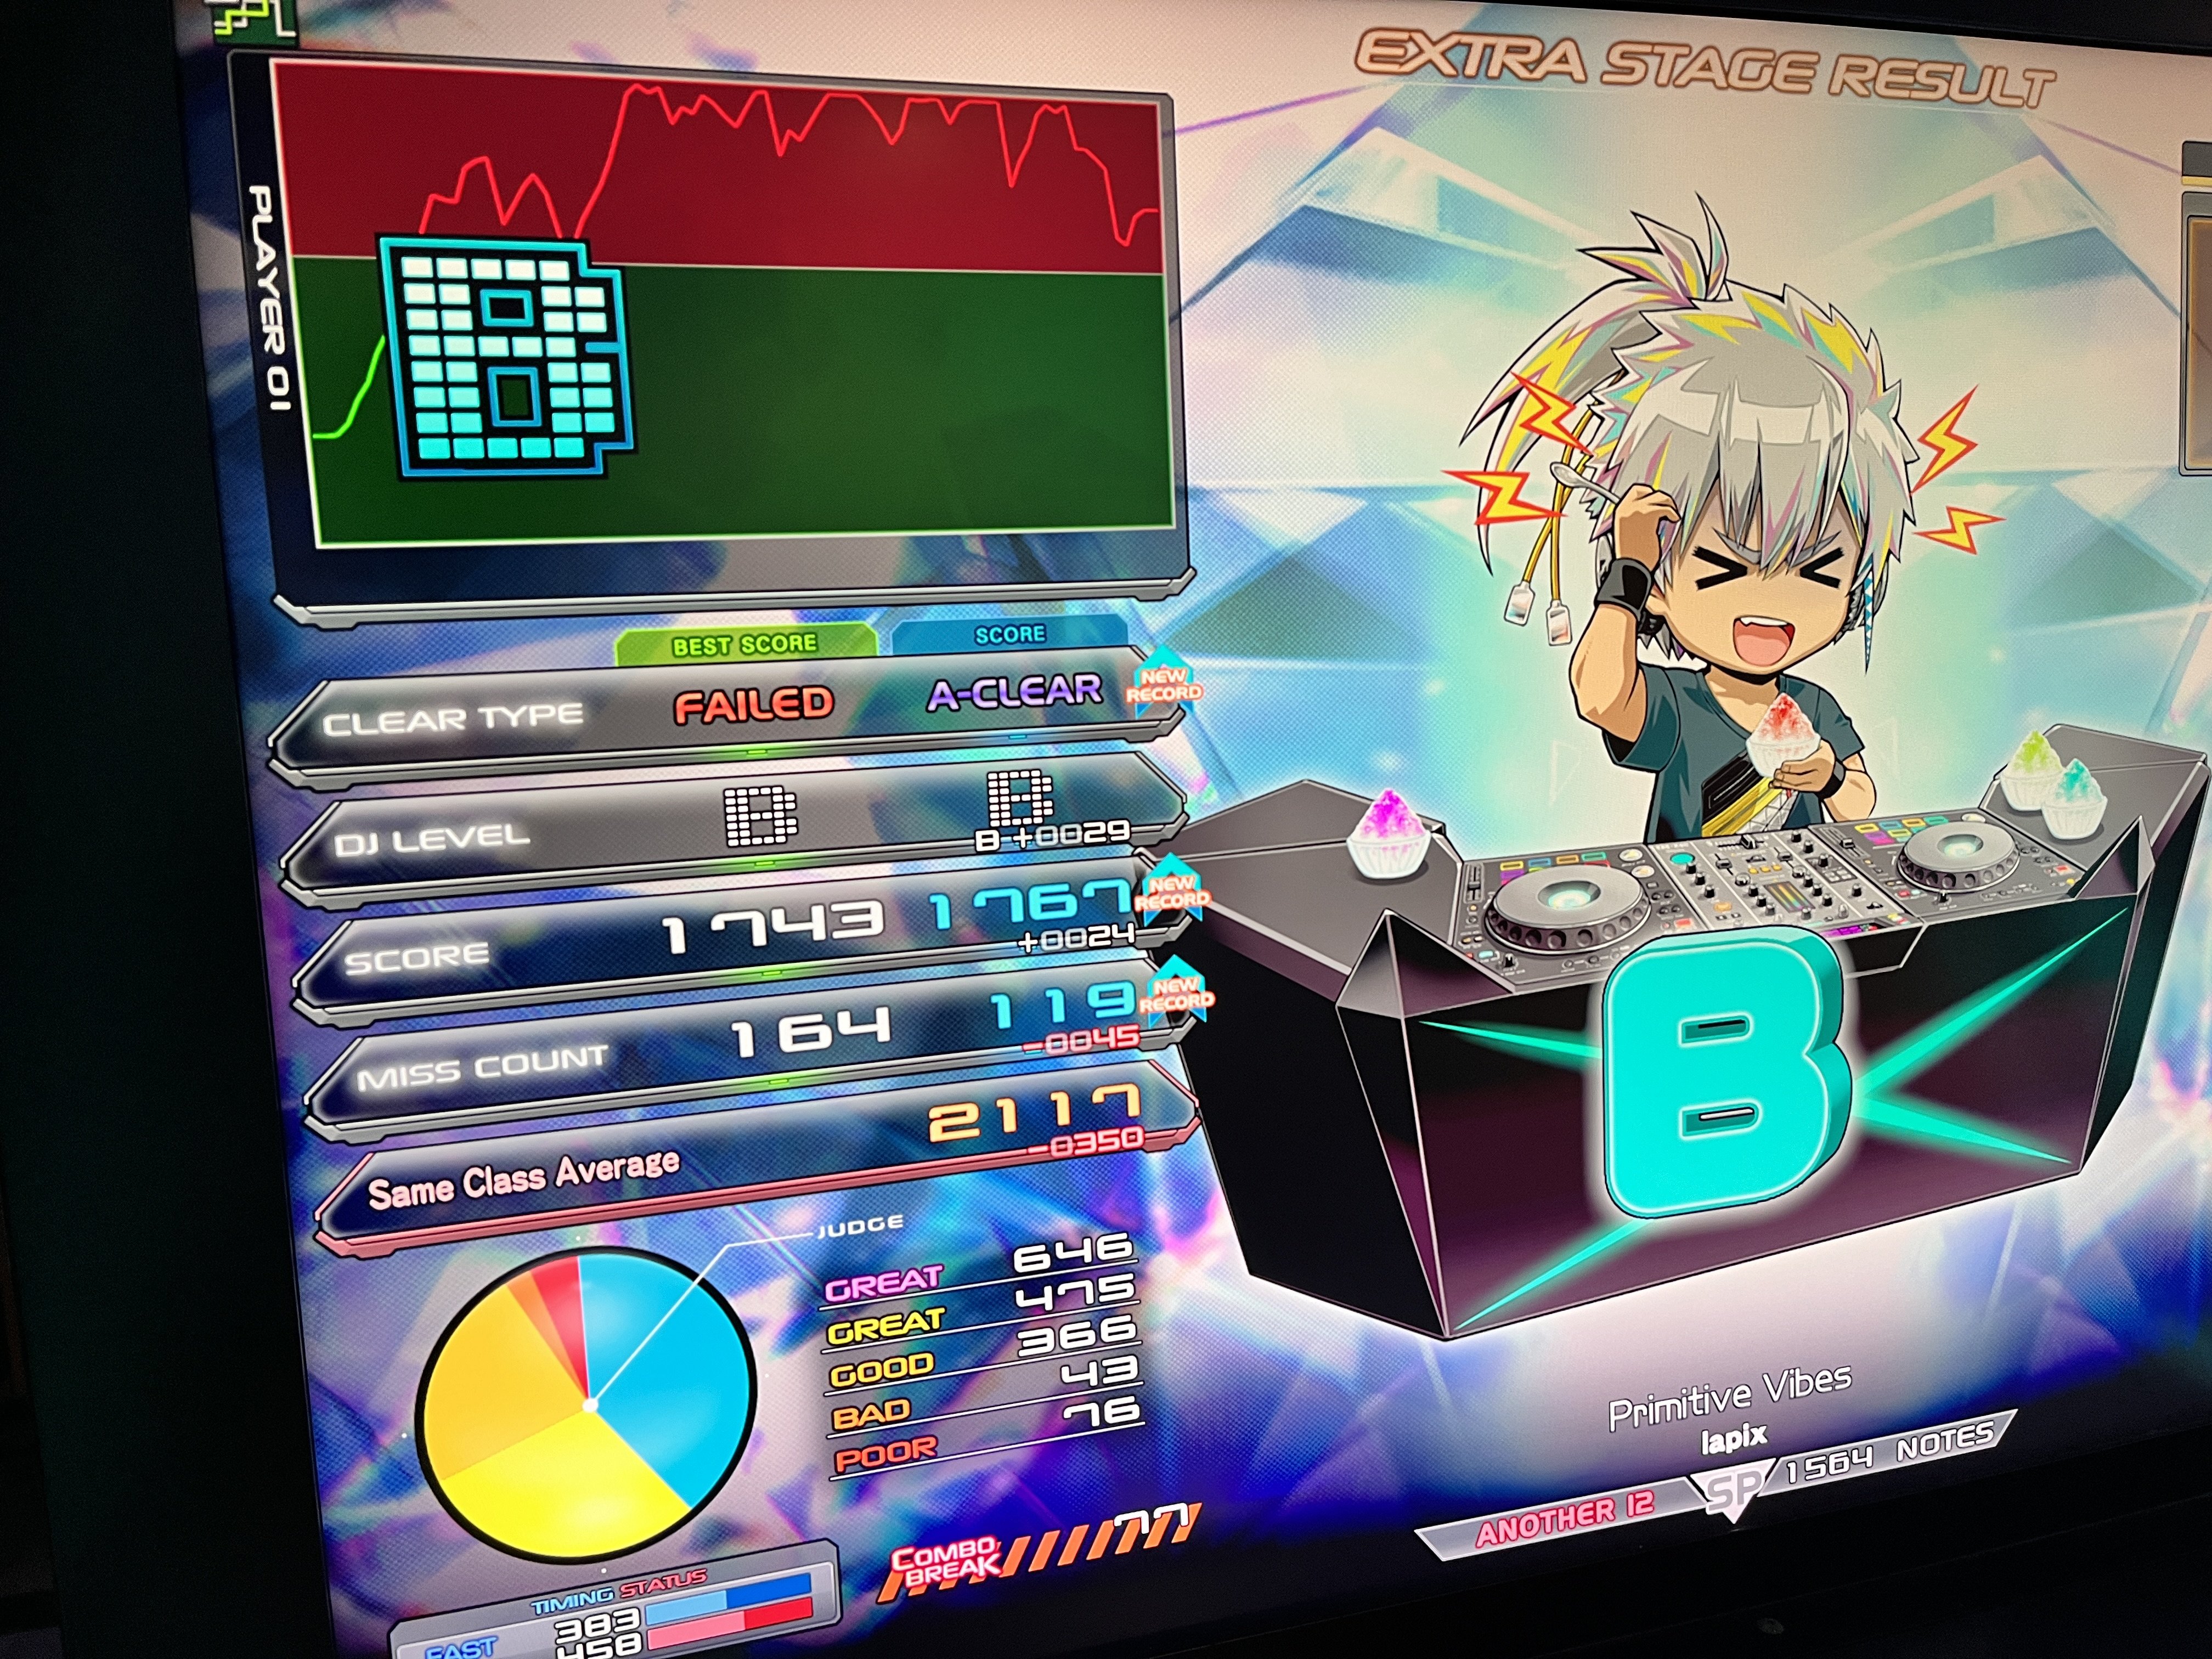 EXTRA STAGE RESULT
PLAYER 01
B
BEST SCORE SCORE
CLEAR TYPE FAILED A-CLEAR NEW RECORD
DJ LEVEL B B
B +0029
SCORE 1743 1767 NEW RECORD
+0024
MISS COUNT 164 119 NEW RECORD
-0045
Same Class Average 2117
-0350
JUDGE
GREAT 646
GREAT 475
GOOD 366
BAD 43
POOR 76
COMBO BREAK 77
TIMING STATUS
FAST 383
458
B
Primitive Vibes
lapix
ANOTHER 12 SP 1564 NOTES